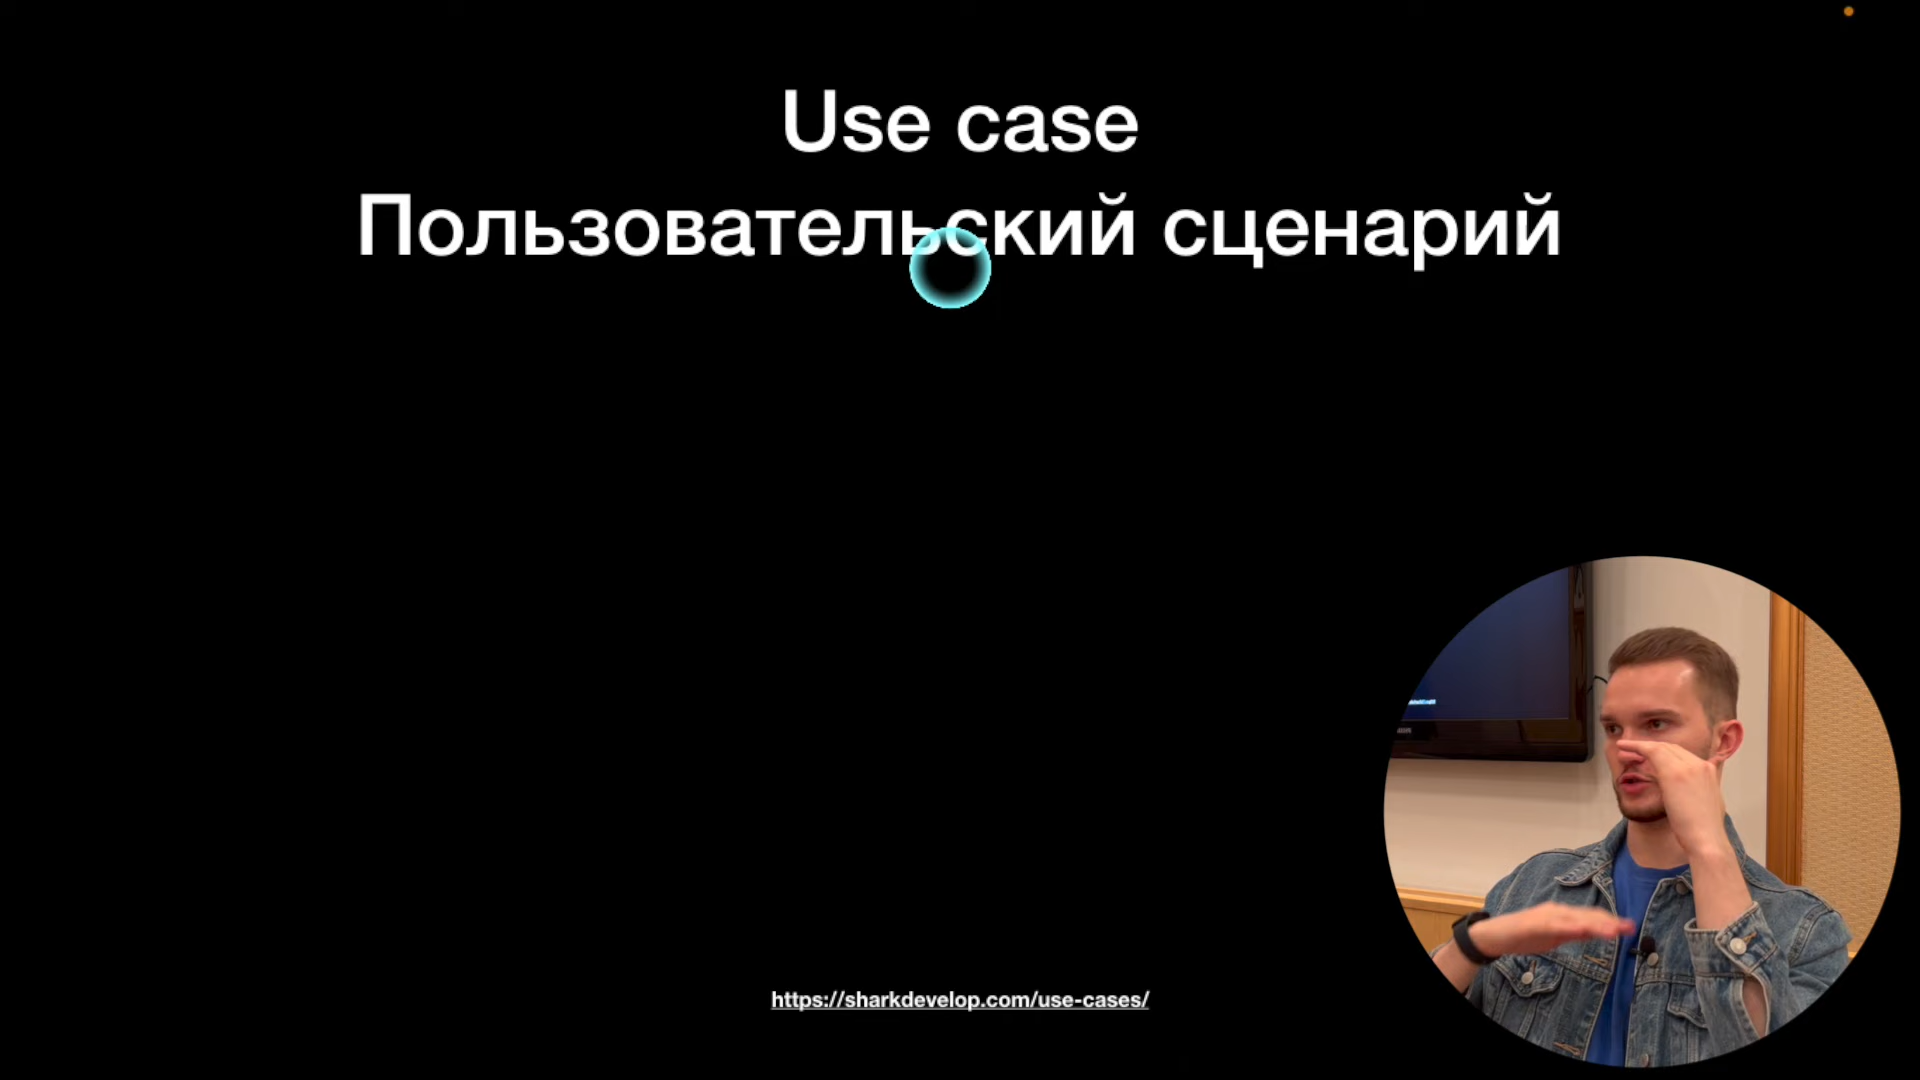 Use case
Пользовательский сценарий
https://sharkdevelop.com/use-cases/